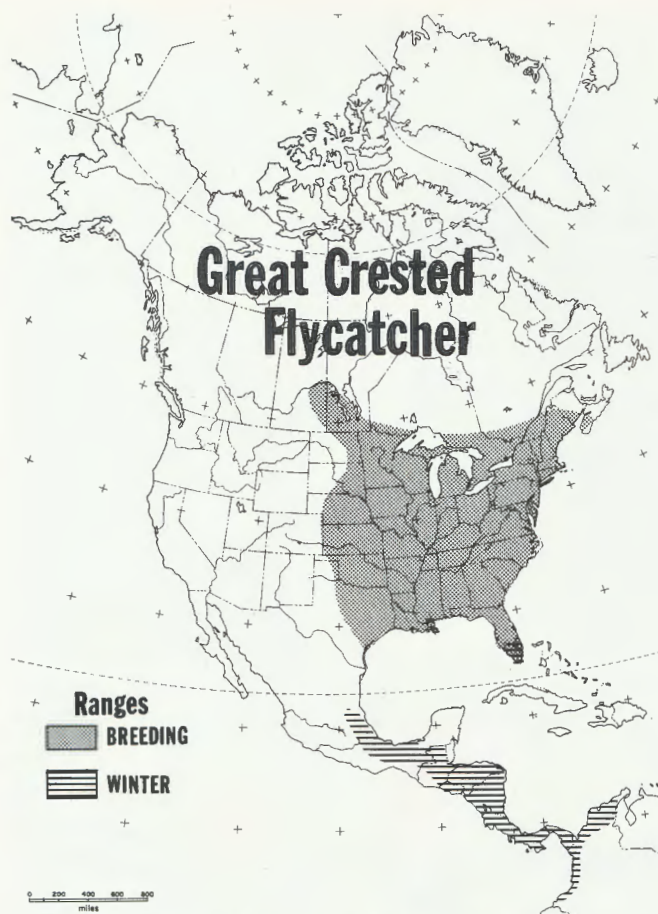 Great Crested
Flycatcher
Ranges
BREEDING
WINTER
0 200 400 600 800
miles